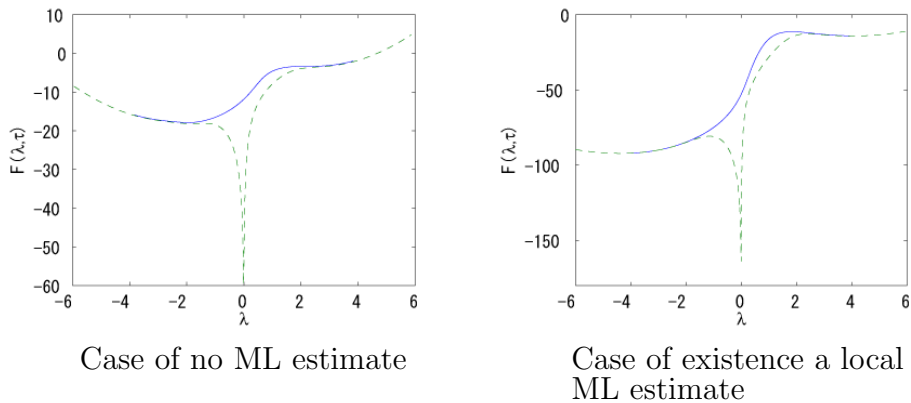 10
0
-10
-20
-30
-40
-50
-60
F(λ,τ)
-6 -4 -2 0 2 4 6
λ
Case of no ML estimate
0
-50
-100
-150
F(λ,τ)
-6 -4 -2 0 2 4 6
λ
Case of existence a local
ML estimate